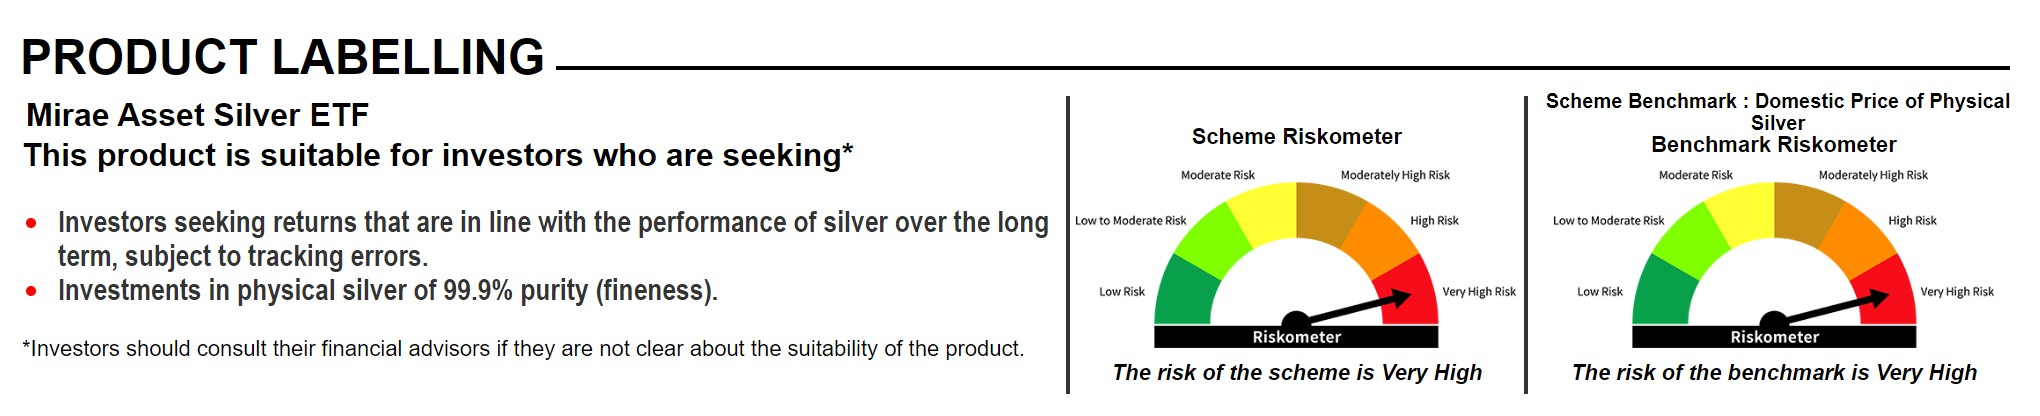 PRODUCT LABELLING
Mirae Asset Silver ETF
This product is suitable for investors who are seeking*
Investors seeking returns that are in line with the performance of silver over the long
term, subject to tracking errors.
Investments in physical silver of 99.9% purity (fineness).
*Investors should consult their financial advisors if they are not clear about the suitability of the product.
Scheme Riskometer
Moderate Risk
Moderately High Risk
Low to Moderate Risk
High Risk
Low Risk
Very High Risk
Riskometer
The risk of the scheme is Very High
Scheme Benchmark : Domestic Price of Physical
Silver
Benchmark Riskometer
Moderate Risk
Moderately High Risk
Low to Moderate Risk
High Risk
Low Risk
Very High Risk
Riskometer
The risk of the benchmark is Very High